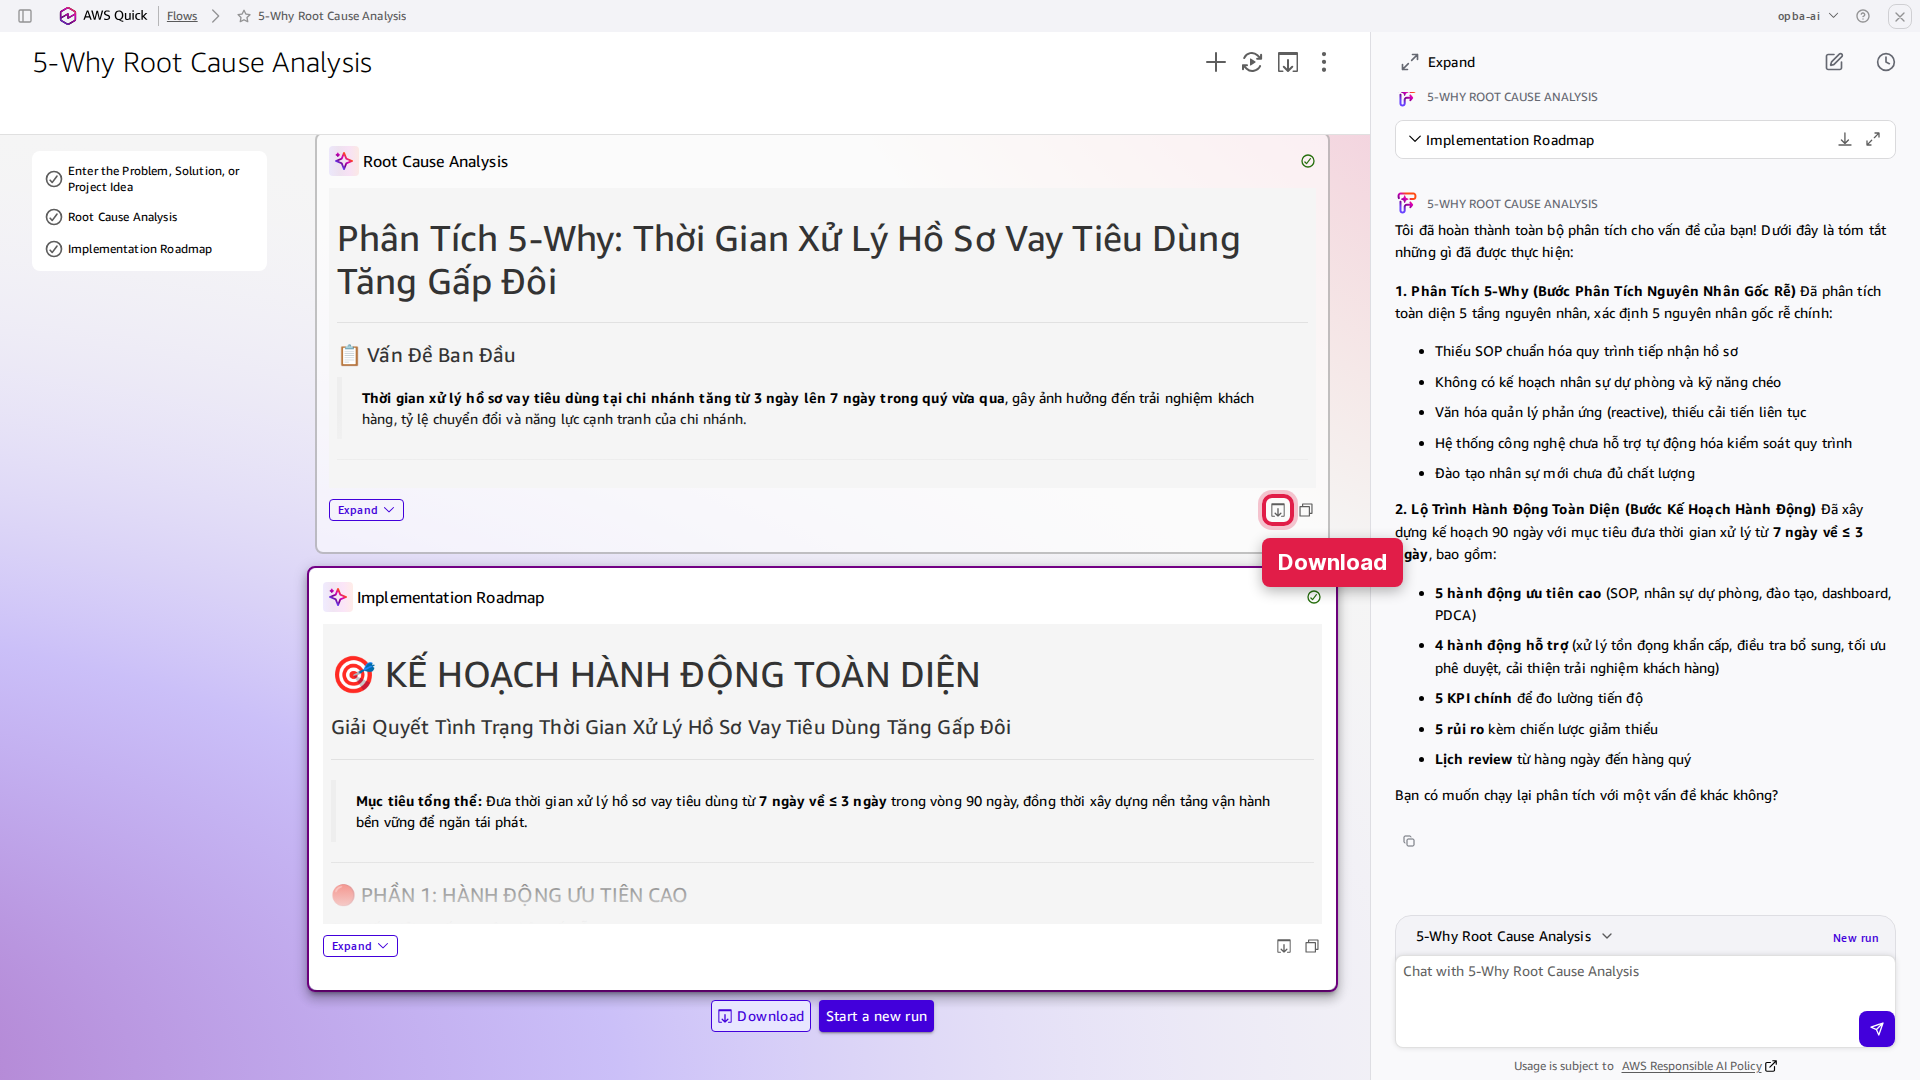 AWS Quick
Flows
5-Why Root Cause Analysis
opba-ai
5-Why Root Cause Analysis
Enter the Problem, Solution, or
Project Idea
Root Cause Analysis
Implementation Roadmap
Root Cause Analysis
Phân Tích 5-Why: Thời Gian Xử Lý Hồ Sơ Vay Tiêu Dùng
Tăng Gấp Đôi
Vấn Đề Ban Đầu
Thời gian xử lý hồ sơ vay tiêu dùng tại chi nhánh tăng từ 3 ngày lên 7 ngày trong quý vừa qua, gây ảnh hưởng đến trải nghiệm khách
hàng, tỷ lệ chuyển đổi và năng lực cạnh tranh của chi nhánh.
Expand
Download
Implementation Roadmap
KẾ HOẠCH HÀNH ĐỘNG TOÀN DIỆN
Giải Quyết Tình Trạng Thời Gian Xử Lý Hồ Sơ Vay Tiêu Dùng Tăng Gấp Đôi
Mục tiêu tổng thể: Đưa thời gian xử lý hồ sơ vay tiêu dùng từ 7 ngày về ≤ 3 ngày trong vòng 90 ngày, đồng thời xây dựng nền tảng vận hành
bền vững để ngăn tái phát.
PHẦN 1: HÀNH ĐỘNG ƯU TIÊN CAO
Expand
Download
Start a new run
Expand
5-WHY ROOT CAUSE ANALYSIS
Implementation Roadmap
5-WHY ROOT CAUSE ANALYSIS
Tôi đã hoàn thành toàn bộ phân tích cho vấn đề của bạn! Dưới đây là tóm tắt
những gì đã được thực hiện:
1. Phân Tích 5-Why (Bước Phân Tích Nguyên Nhân Gốc Rễ) Đã phân tích
toàn diện 5 tầng nguyên nhân, xác định 5 nguyên nhân gốc rễ chính:
Thiếu SOP chuẩn hóa quy trình tiếp nhận hồ sơ
Không có kế hoạch nhân sự dự phòng và kỹ năng chéo
Văn hóa quản lý phản ứng (reactive), thiếu cải tiến liên tục
Hệ thống công nghệ chưa hỗ trợ tự động hóa kiểm soát quy trình
Đào tạo nhân sự mới chưa đủ chất lượng
2. Lộ Trình Hành Động Toàn Diện (Bước Kế Hoạch Hành Động) Đã xây
dựng kế hoạch 90 ngày với mục tiêu đưa thời gian xử lý từ 7 ngày về ≤ 3
gày, bao gồm:
5 hành động ưu tiên cao (SOP, nhân sự dự phòng, đào tạo, dashboard,
PDCA)
4 hành động hỗ trợ (xử lý tồn đọng khẩn cấp, điều tra bổ sung, tối ưu
phê duyệt, cải thiện trải nghiệm khách hàng)
5 KPI chính để đo lường tiến độ
5 rủi ro kèm chiến lược giảm thiểu
Lịch review từ hàng ngày đến hàng quý
Bạn có muốn chạy lại phân tích với một vấn đề khác không?
5-Why Root Cause Analysis
New run
Chat with 5-Why Root Cause Analysis
Usage is subject to AWS Responsible AI Policy